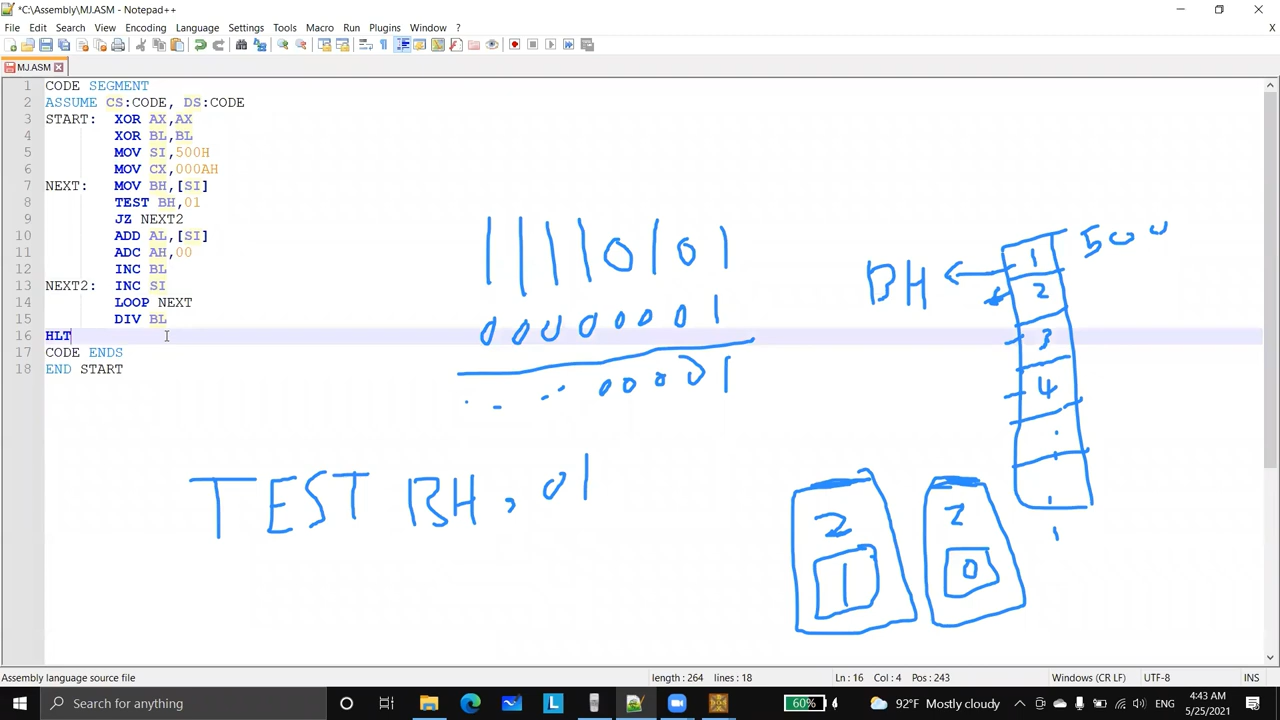 *C:\Assembly\MJ.ASM - Notepad++
File Edit Search View Encoding Language Settings Tools Macro Run Plugins Window ?
X
MJ.ASM
1 CODE SEGMENT
2 ASSUME CS:CODE, DS:CODE
3 START: XOR AX,AX
4 XOR BL,BL
5 MOV SI,500H
6 MOV CX,000AH
7 NEXT: MOV BH,[SI]
8 TEST BH,01
9 JZ NEXT2
10 ADD AL,[SI]
11 ADC AH,00
12 INC BL
13 NEXT2: INC SI
14 LOOP NEXT
15 DIV BL
16 HLT
17 CODE ENDS
18 END START
11110101
00000001
00001
TEST BH, 01
BH
500
1
2
3
4
2 2
1 0
Assembly language source file length: 264 lines: 18 Ln: 16 Col: 4 Pos: 243 Windows (CR LF) UTF-8 INS
Search for anything
L
60%
92°F Mostly cloudy
ENG
4:43 AM
5/25/2021